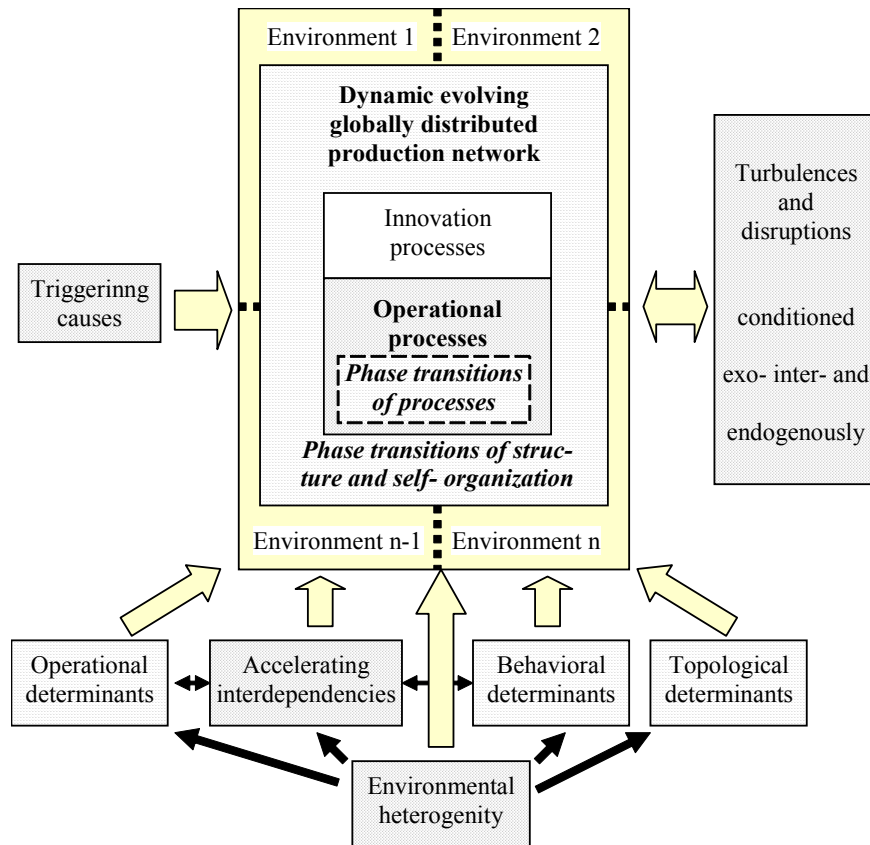 Environment 1
Environment 2
Dynamic evolving
globally distributed
production network
Innovation
processes
Operational
processes
Phase transitions
of processes
Phase transitions of struc-
ture and self- organization
Environment n-1
Environment n
Triggerinng
causes
Turbulences
and
disruptions
conditioned
exo- inter- and
endogenously
Operational
determinants
Accelerating
interdependencies
Behavioral
determinants
Topological
determinants
Environmental
heterogenity